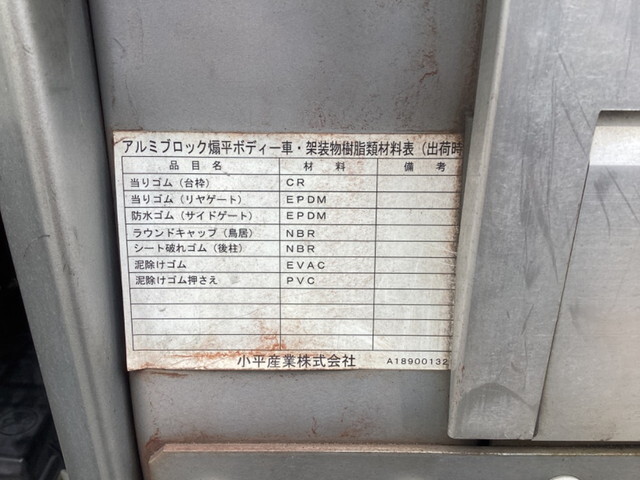 アルミブロック煽平ボディー車・架装物樹脂類材料表（出荷時
品目名 材料 備考
当りゴム（台枠） CR
当りゴム（リヤゲート） EPDM
防水ゴム（サイドゲート） EPDM
ラウンドキャップ（鳥居） NBR
シート破れゴム（後柱） NBR
泥除けゴム EVAC
泥除けゴム押さえ PVC
小平産業株式会社 A18900132